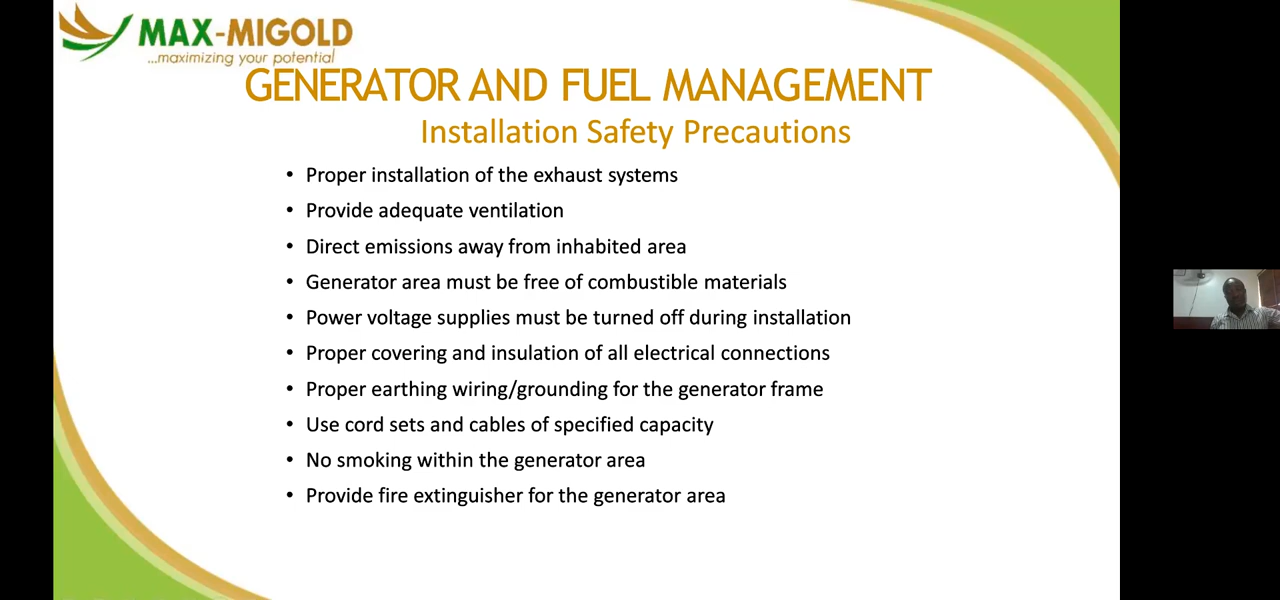 MAX-MIGOLD
...maximizing your potential
GENERATOR AND FUEL MANAGEMENT
Installation Safety Precautions
• Proper installation of the exhaust systems
• Provide adequate ventilation
• Direct emissions away from inhabited area
• Generator area must be free of combustible materials
• Power voltage supplies must be turned off during installation
• Proper covering and insulation of all electrical connections
• Proper earthing wiring/grounding for the generator frame
• Use cord sets and cables of specified capacity
• No smoking within the generator area
• Provide fire extinguisher for the generator area